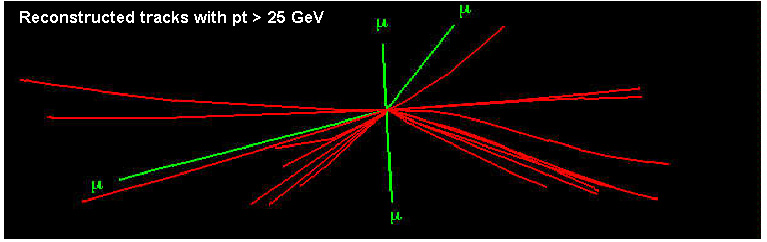 Reconstructed tracks with pt > 25 GeV
μ
μ
μ
μ